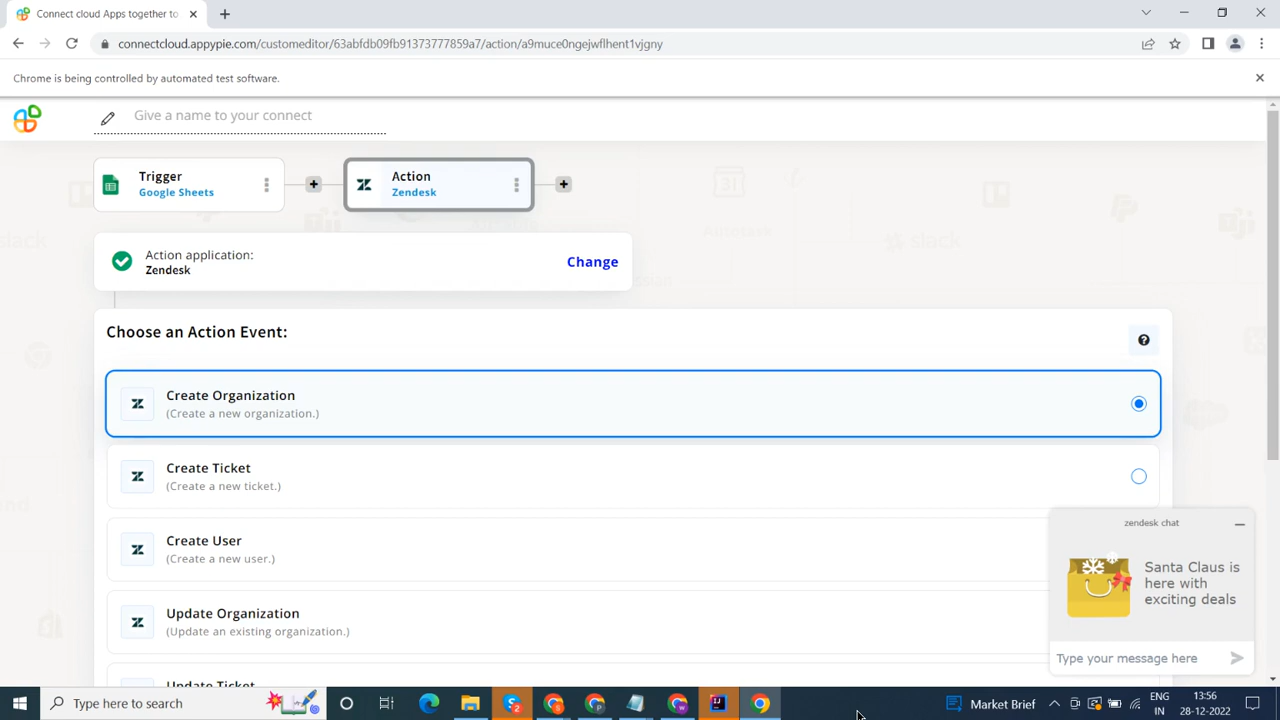 Connect cloud Apps together to
connectcloud.appypie.com/customeditor/63abfdb09fb91373777859a7/action/a9muce0ngejwflhent1vjgny
Chrome is being controlled by automated test software.
Give a name to your connect
Trigger
Google Sheets
Action
Zendesk
Action application:
Zendesk
Change
Choose an Action Event:
Create Organization
(Create a new organization.)
Create Ticket
(Create a new ticket.)
Create User
(Create a new user.)
Update Organization
(Update an existing organization.)
Update Ticket
zendesk chat
Santa Claus is
here with
exciting deals
Type your message here
Type here to search
Market Brief
ENG
IN
13:56
28-12-2022